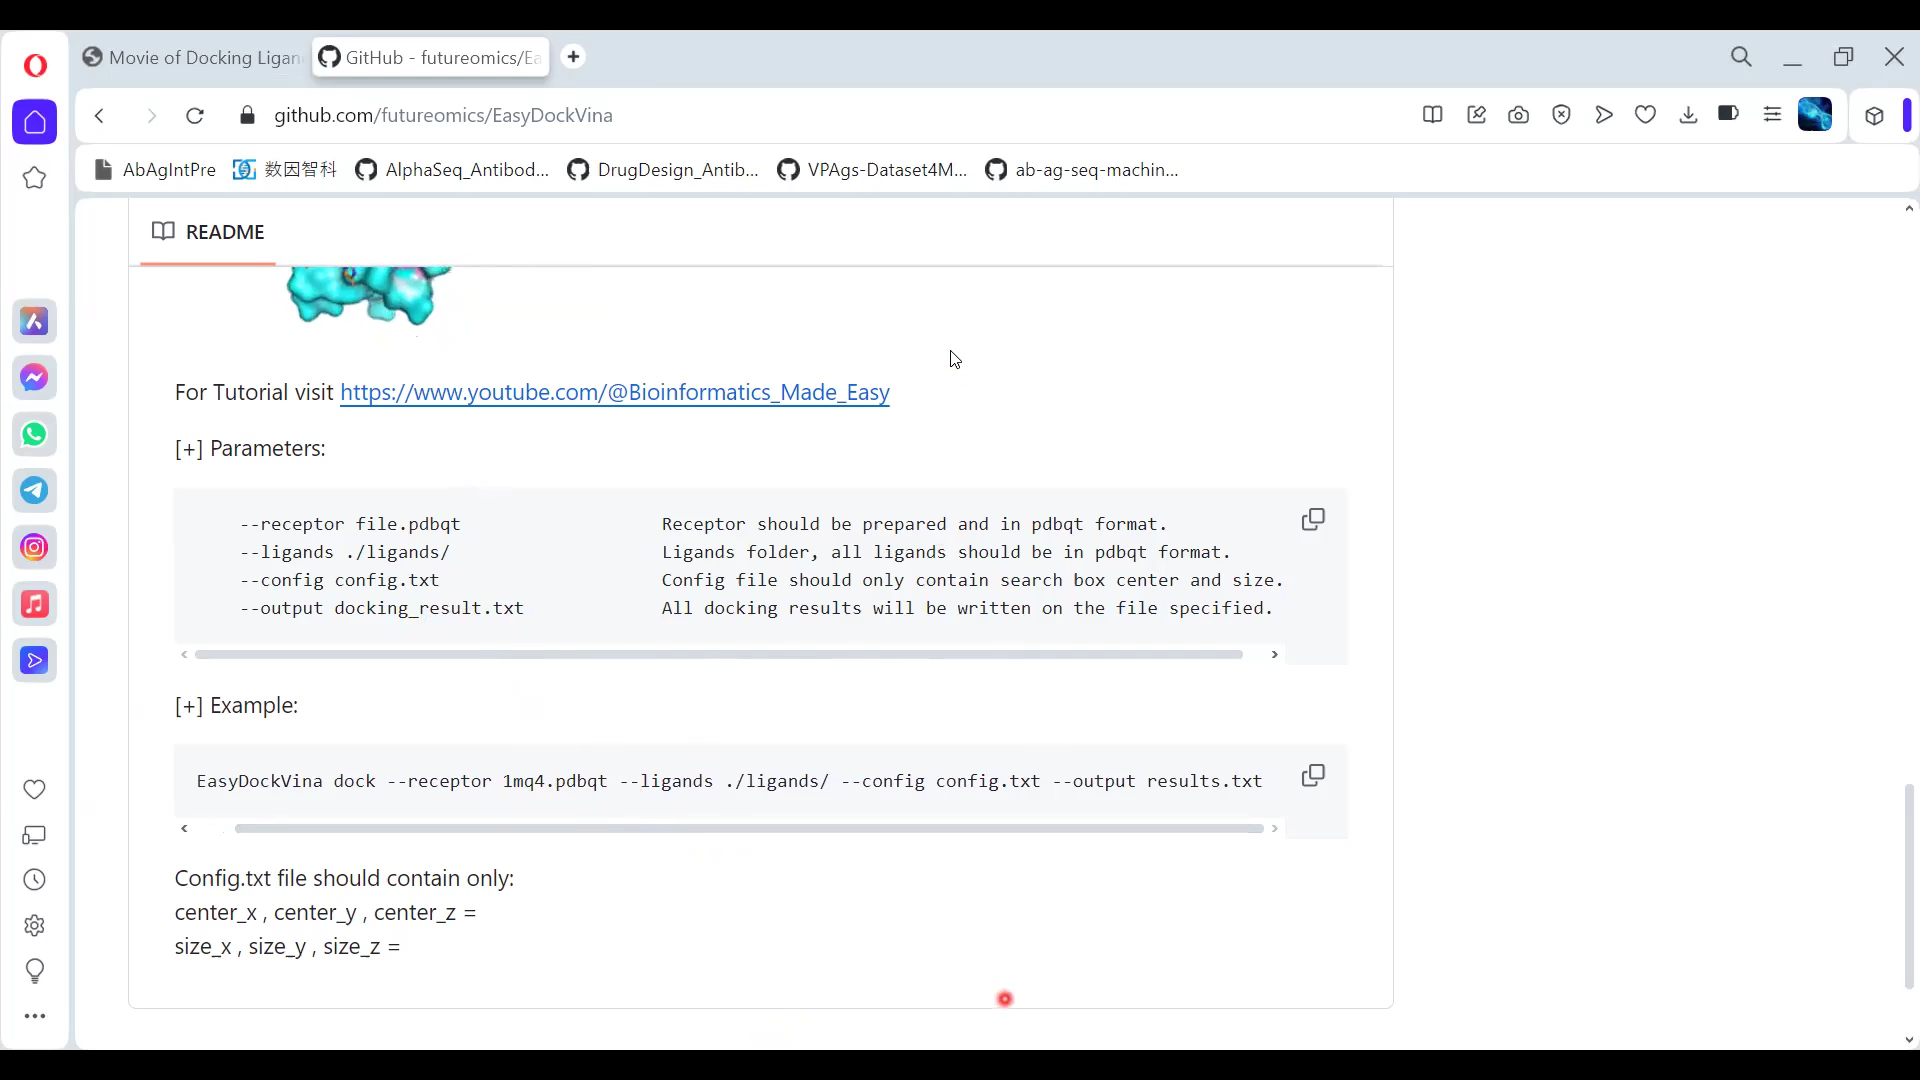 Movie of Docking Ligan
GitHub - futureomics/Ea
github.com/futureomics/EasyDockVina
AbAgIntPre
数因智科
AlphaSeq_Antibod...
DrugDesign_Antib...
VPAgs-Dataset4M...
ab-ag-seq-machin...
README
For Tutorial visit https://www.youtube.com/@Bioinformatics_Made_Easy
[+] Parameters:
--receptor file.pdbqt Receptor should be prepared and in pdbqt format.
--ligands ./ligands/ Ligands folder, all ligands should be in pdbqt format.
--config config.txt Config file should only contain search box center and size.
--output docking_result.txt All docking results will be written on the file specified.
[+] Example:
EasyDockVina dock --receptor 1mq4.pdbqt --ligands ./ligands/ --config config.txt --output results.txt
Config.txt file should contain only:
center_x , center_y , center_z =
size_x , size_y , size_z =